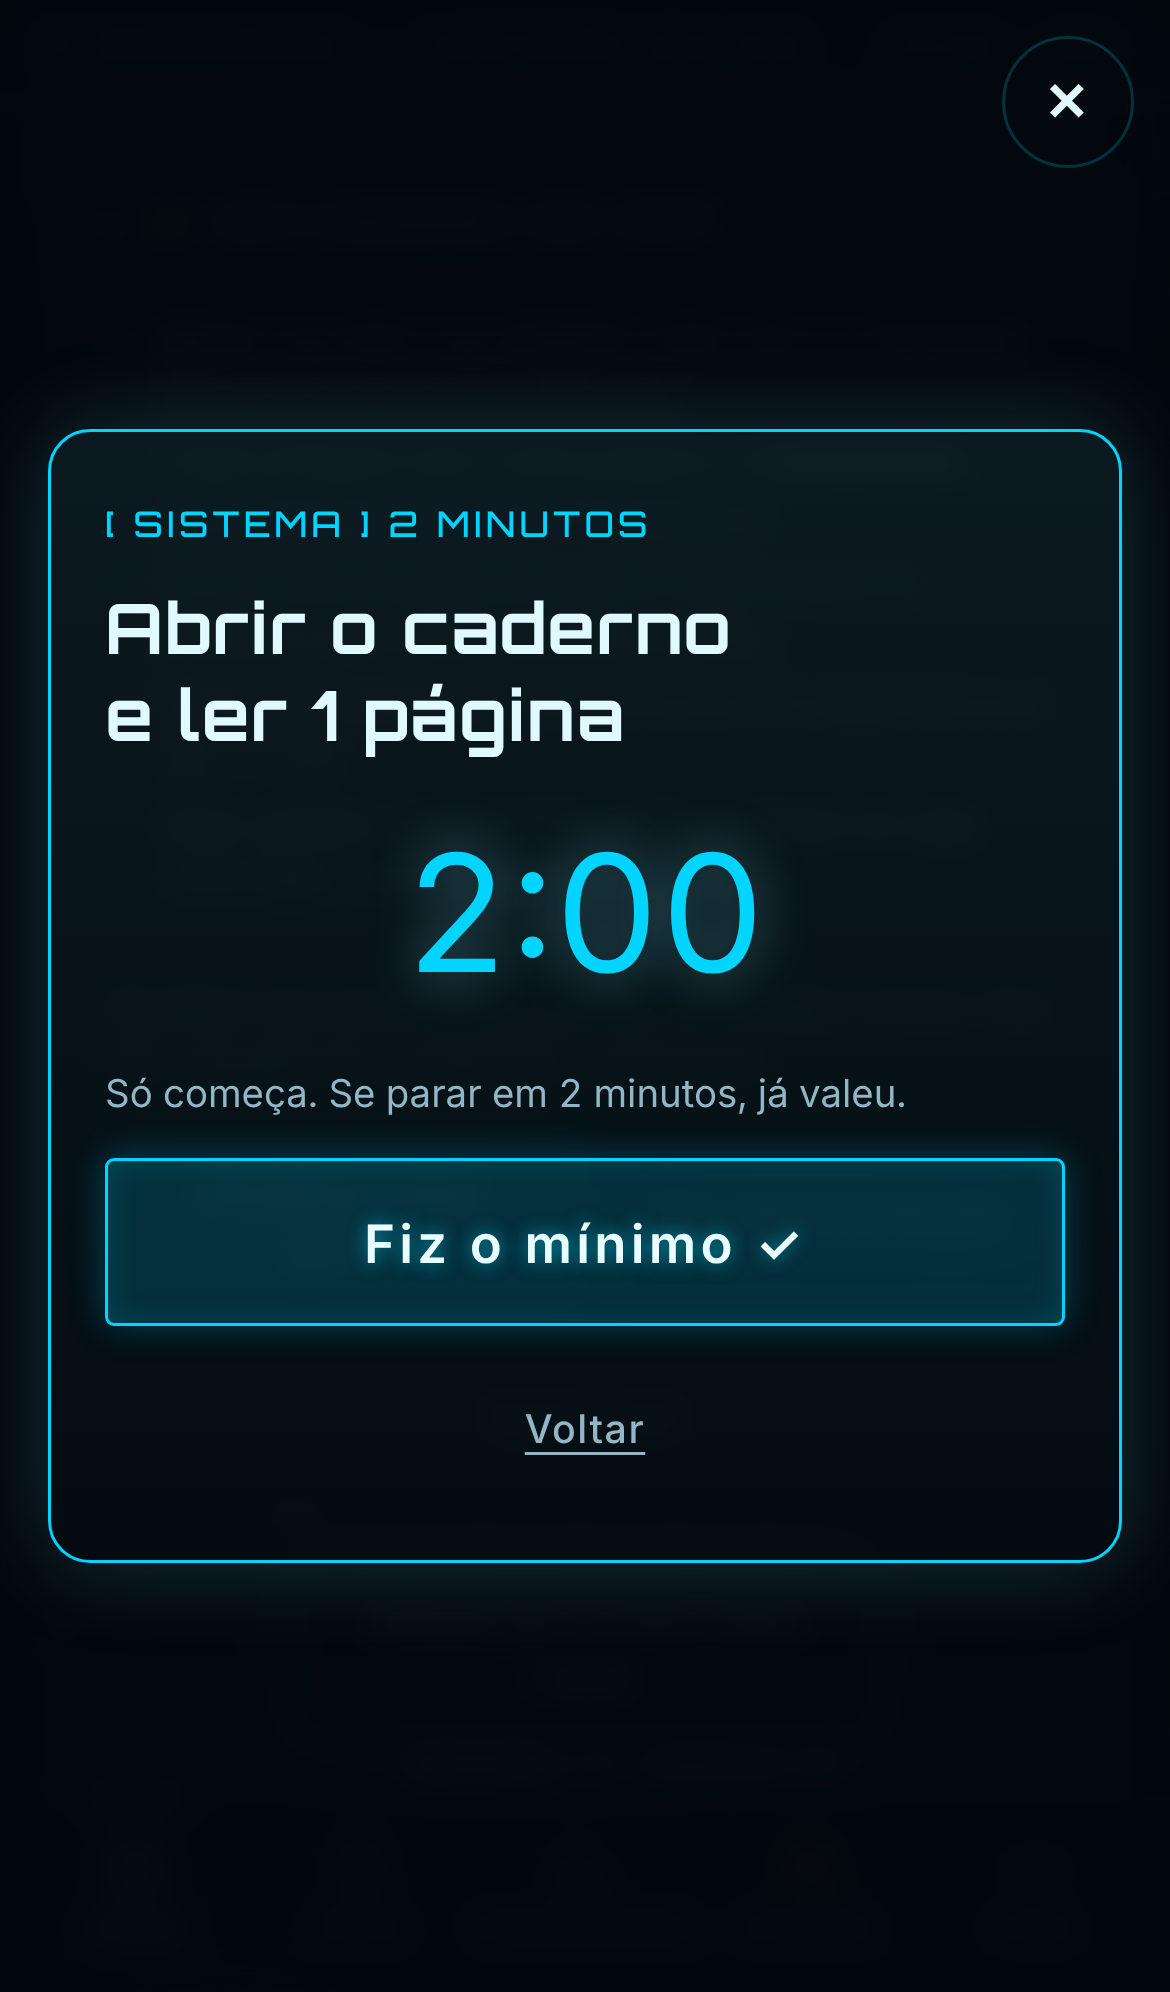 ✕
[ SISTEMA ] 2 MINUTOS
Abrir o caderno
e ler 1 página
2:00
Só começa. Se parar em 2 minutos, já valeu.
Fiz o mínimo ✓
Voltar